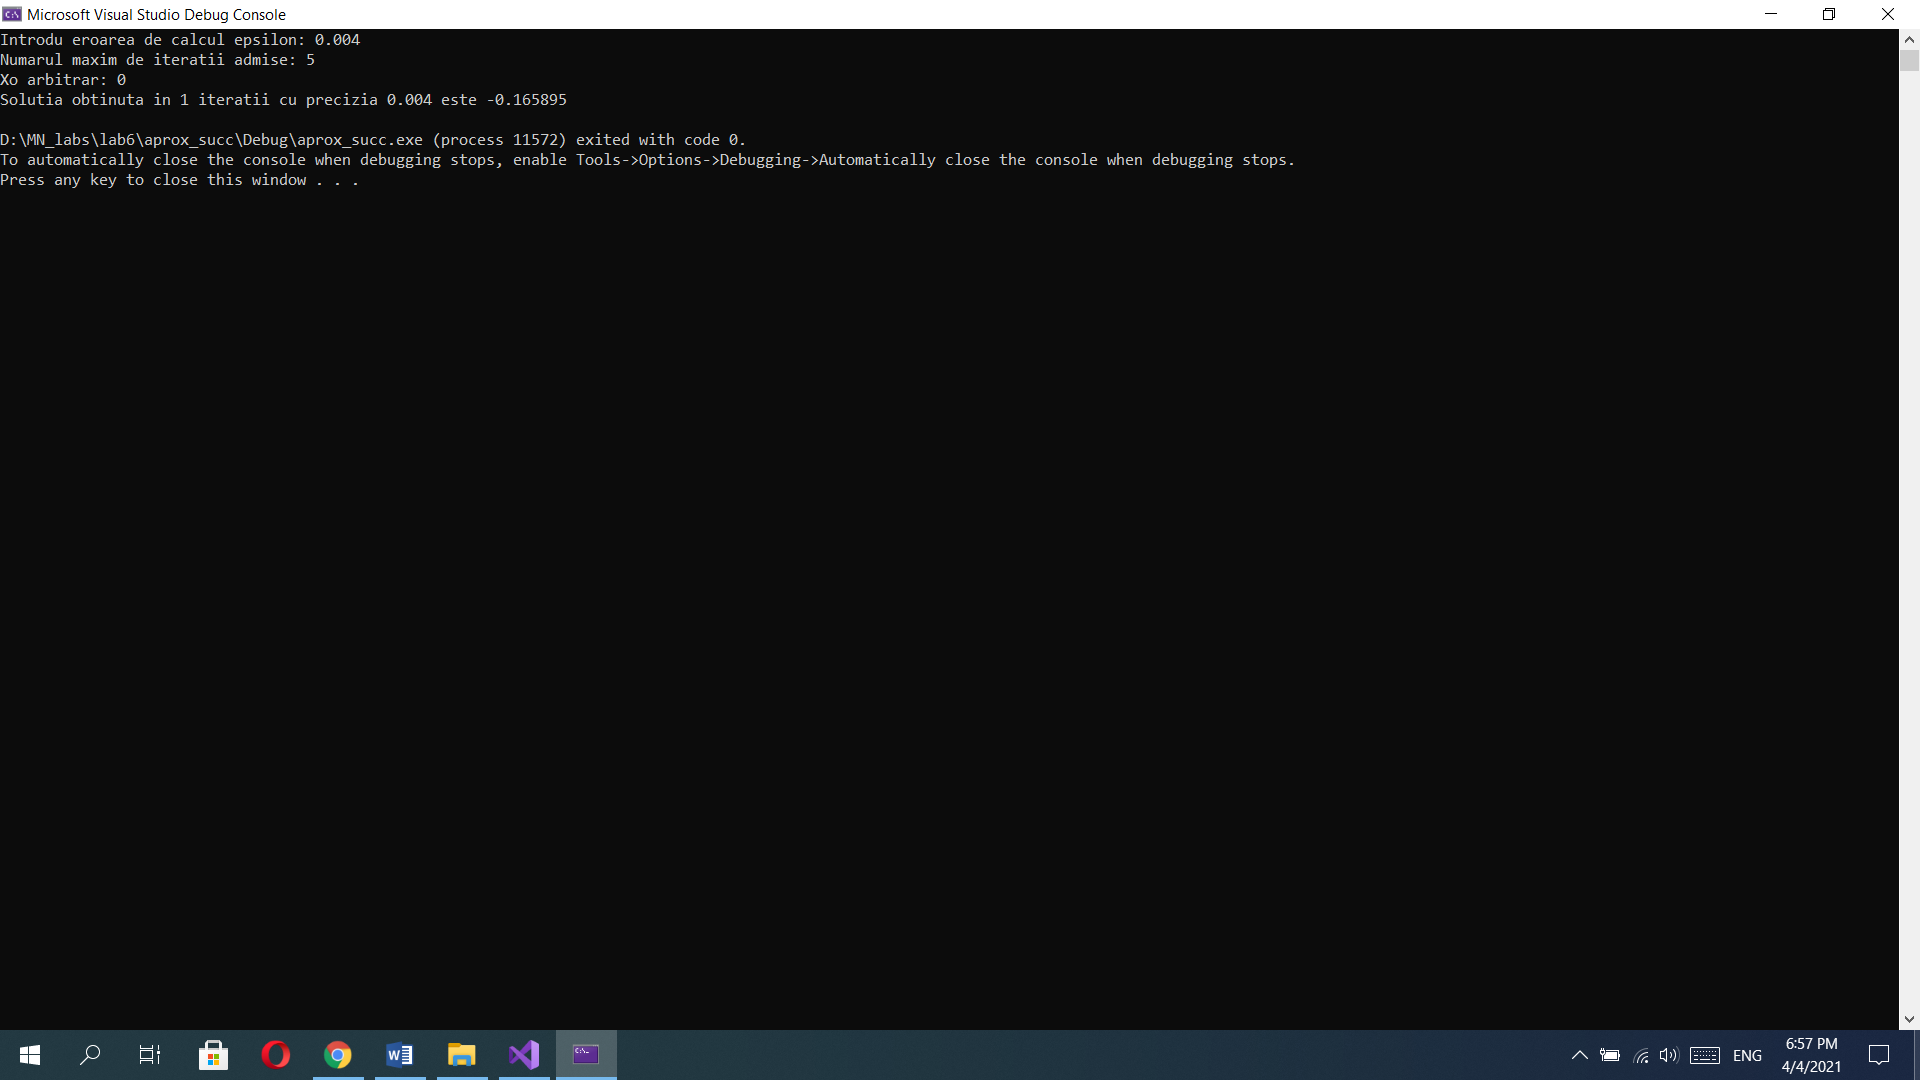 Microsoft Visual Studio Debug Console
Introdu eroarea de calcul epsilon: 0.004
Numarul maxim de iteratii admise: 5
Xo arbitrar: 0
Solutia obtinuta in 1 iteratii cu precizia 0.004 este -0.165895
D:\MN_labs\lab6\aprox_succ\Debug\aprox_succ.exe (process 11572) exited with code 0.
To automatically close the console when debugging stops, enable Tools->Options->Debugging->Automatically close the console when debugging stops.
Press any key to close this window . . .
ENG
6:57 PM
4/4/2021